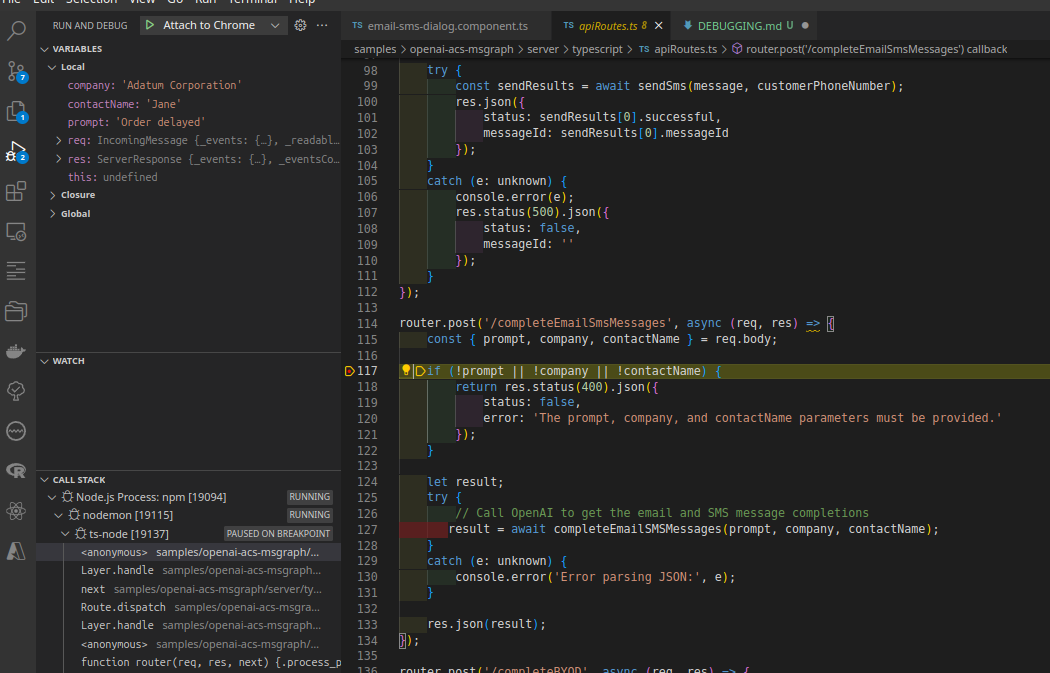 File Edit Selection View Go Run Terminal Help
RUN AND DEBUG
Attach to Chrome
TS email-sms-dialog.component.ts
TS apiRoutes.ts 8
DEBUGGING.md U
samples > openai-acs-msgraph > server > typescript > TS apiRoutes.ts > router.post('/completeEmailSmsMessages') callback
7
1
2
VARIABLES
Local
company: 'Adatum Corporation'
contactName: 'Jane'
prompt: 'Order delayed'
req: IncomingMessage {_events: {…}, _readabl…
res: ServerResponse {_events: {…}, _eventsCo…
this: undefined
Closure
Global
WATCH
CALL STACK
Node.js Process: npm [19094] RUNNING
nodemon [19115] RUNNING
ts-node [19137] PAUSED ON BREAKPOINT
<anonymous> samples/openai-acs-msgraph/...
Layer.handle samples/openai-acs-msgraph...
next samples/openai-acs-msgraph/server/ty...
Route.dispatch samples/openai-acs-msgra...
Layer.handle samples/openai-acs-msgraph...
<anonymous> samples/openai-acs-msgraph/...
function router(req, res, next) {.process_p
98 try {
99 const sendResults = await sendSms(message, customerPhoneNumber);
100 res.json({
101 status: sendResults[0].successful,
102 messageId: sendResults[0].messageId
103 });
104 }
105 catch (e: unknown) {
106 console.error(e);
107 res.status(500).json({
108 status: false,
109 messageId: ''
110 });
111 }
112 });
113
114 router.post('/completeEmailSmsMessages', async (req, res) => {
115 const { prompt, company, contactName } = req.body;
116
117 if (!prompt || !company || !contactName) {
118 return res.status(400).json({
119 status: false,
120 error: 'The prompt, company, and contactName parameters must be provided.'
121 });
122 }
123
124 let result;
125 try {
126 // Call OpenAI to get the email and SMS message completions
127 result = await completeEmailSMSMessages(prompt, company, contactName);
128 }
129 catch (e: unknown) {
130 console.error('Error parsing JSON:', e);
131 }
132
133 res.json(result);
134 });
135
136 router.post('/completeBYOD', async (req, res) => {